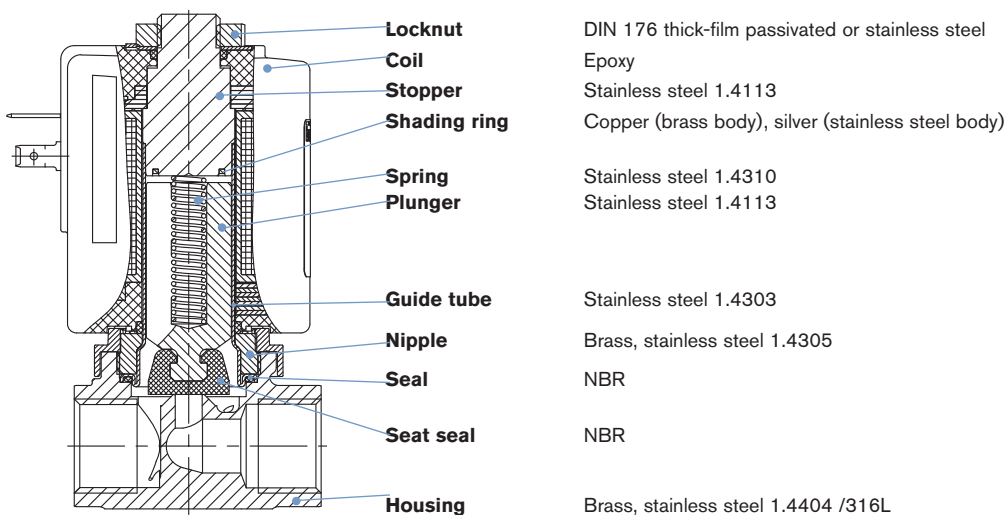 Locknut DIN 176 thick-film passivated or stainless steel
Coil Epoxy
Stopper Stainless steel 1.4113
Shading ring Copper (brass body), silver (stainless steel body)
Spring Stainless steel 1.4310
Plunger Stainless steel 1.4113
Guide tube Stainless steel 1.4303
Nipple Brass, stainless steel 1.4305
Seal NBR
Seat seal NBR
Housing Brass, stainless steel 1.4404 /316L